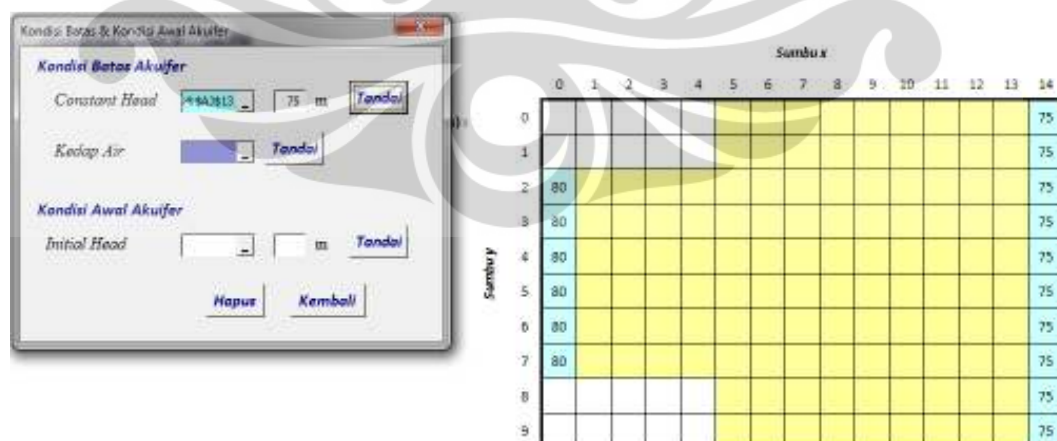 Kondisi Batas & Kondisi Awal Akuifer
Kondisi Batas Akuifer
Constant Head 75 m Tandai
Kedap Air Tandai
Kondisi Awal Akuifer
Initial Head m Tandai
Hapus Kembali
Sumbu x
0 1 2 3 4 5 6 7 8 9 10 11 12 13 14
Sumbu y
0 75
1 75
2 80 75
3 80 75
4 80 75
5 80 75
6 80 75
7 80 75
8 75
9 75